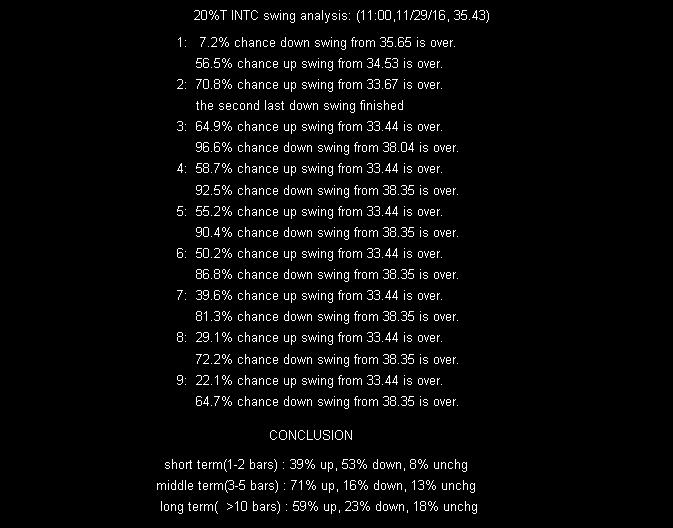 20%T INTC swing analysis: (11:00,11/29/16, 35.43)
1: 7.2% chance down swing from 35.65 is over.
56.5% chance up swing from 34.53 is over.
2: 70.8% chance up swing from 33.67 is over.
the second last down swing finished
3: 64.9% chance up swing from 33.44 is over.
96.6% chance down swing from 38.04 is over.
4: 58.7% chance up swing from 33.44 is over.
92.5% chance down swing from 38.35 is over.
5: 55.2% chance up swing from 33.44 is over.
90.4% chance down swing from 38.35 is over.
6: 50.2% chance up swing from 33.44 is over.
86.8% chance down swing from 38.35 is over.
7: 39.6% chance up swing from 33.44 is over.
81.3% chance down swing from 38.35 is over.
8: 29.1% chance up swing from 33.44 is over.
72.2% chance down swing from 38.35 is over.
9: 22.1% chance up swing from 33.44 is over.
64.7% chance down swing from 38.35 is over.
CONCLUSION
short term(1-2 bars) : 39% up, 53% down, 8% unchg
middle term(3-5 bars) : 71% up, 16% down, 13% unchg
long term( >10 bars) : 59% up, 23% down, 18% unchg